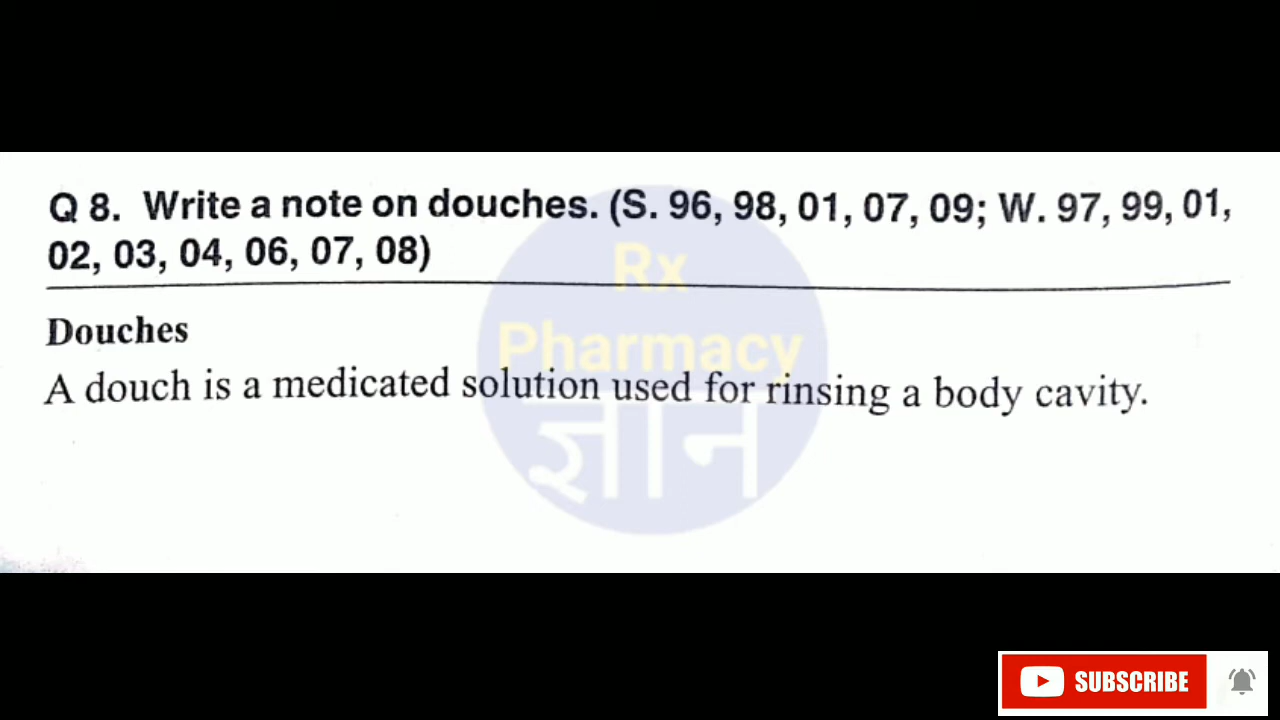 Q 8. Write a note on douches. (S. 96, 98, 01, 07, 09; W. 97, 99, 01,
02, 03, 04, 06, 07, 08)
Rx
Douches
Pharmacy
A douch is a medicated solution used for rinsing a body cavity.
ज्ञान
SUBSCRIBE